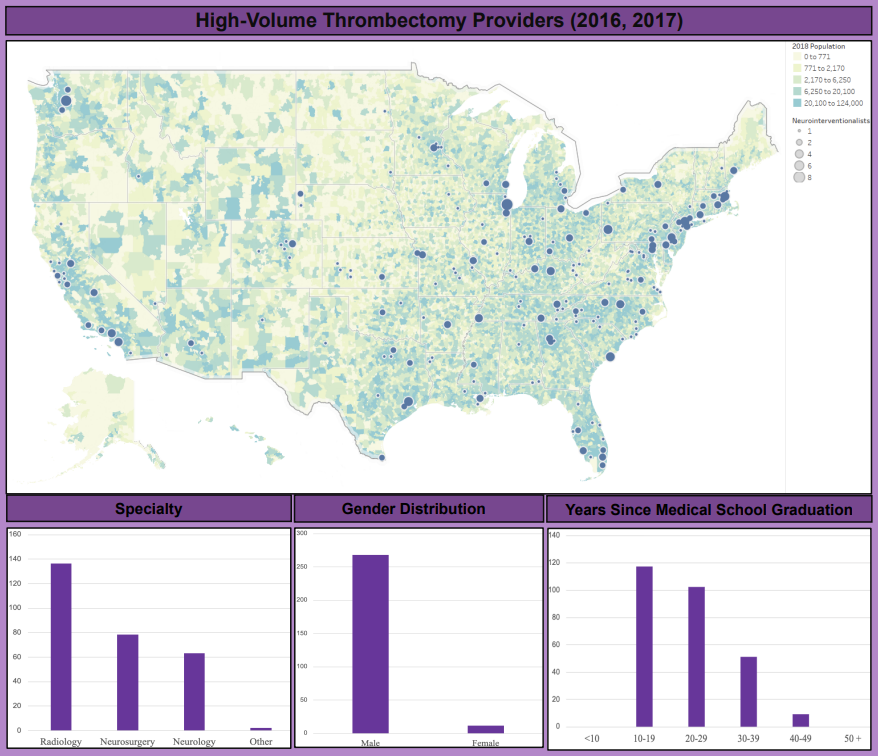 High-Volume Thrombectomy Providers (2016, 2017)
2018 Population
0 to 771
771 to 2,170
2,170 to 6,250
6,250 to 20,100
20,100 to 124,000
Neurointerventionalists
1
2
4
6
8
Specialty
160
140
120
100
80
60
40
20
0
Radiology Neurosurgery Neurology Other
Gender Distribution
300
250
200
150
100
50
0
Male Female
Years Since Medical School Graduation
140
120
100
80
60
40
20
0
<10 10-19 20-29 30-39 40-49 50 +